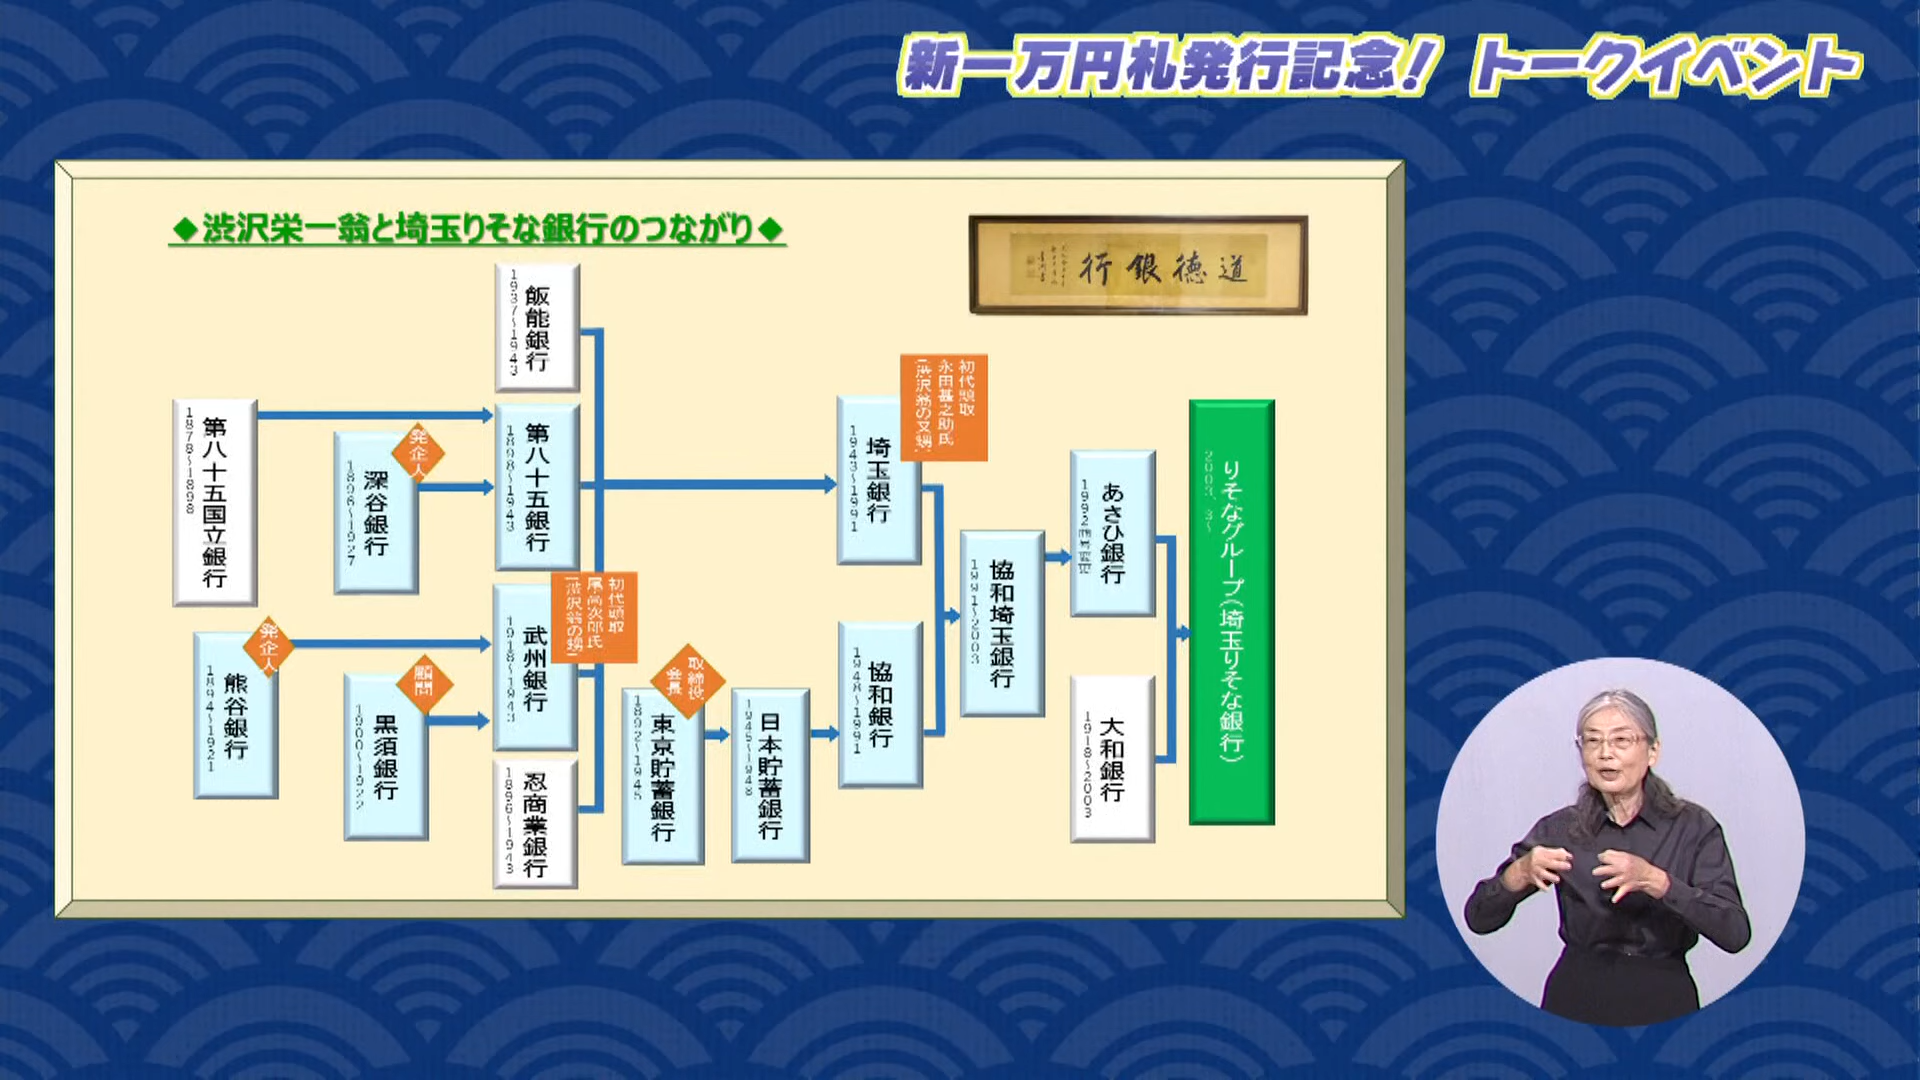 新一万円札発行記念! トークイベント
◆渋沢栄一翁と埼玉りそな銀行のつながり◆
道徳銀行
飯能銀行
1937~1943
第八十五国立銀行
1878~1898
発企人
深谷銀行
1896~1927
第八十五銀行
1898~1943
発企人
熊谷銀行
1894~1921
顧問
黒須銀行
1900~1922
初代頭取
尾高次郎氏
(渋沢翁の甥)
武州銀行
1918~1943
忍商業銀行
1896~1943
取締役
会長
東京貯蓄銀行
1892~1945
日本貯蓄銀行
1945~1948
初代頭取
永田甚之助氏
(渋沢翁の又甥)
埼玉銀行
1943~1991
協和銀行
1948~1991
協和埼玉銀行
1991~2003
あさひ銀行
1992商号変更
大和銀行
1918~2003
りそなグループ(埼玉りそな銀行)
2003.3~